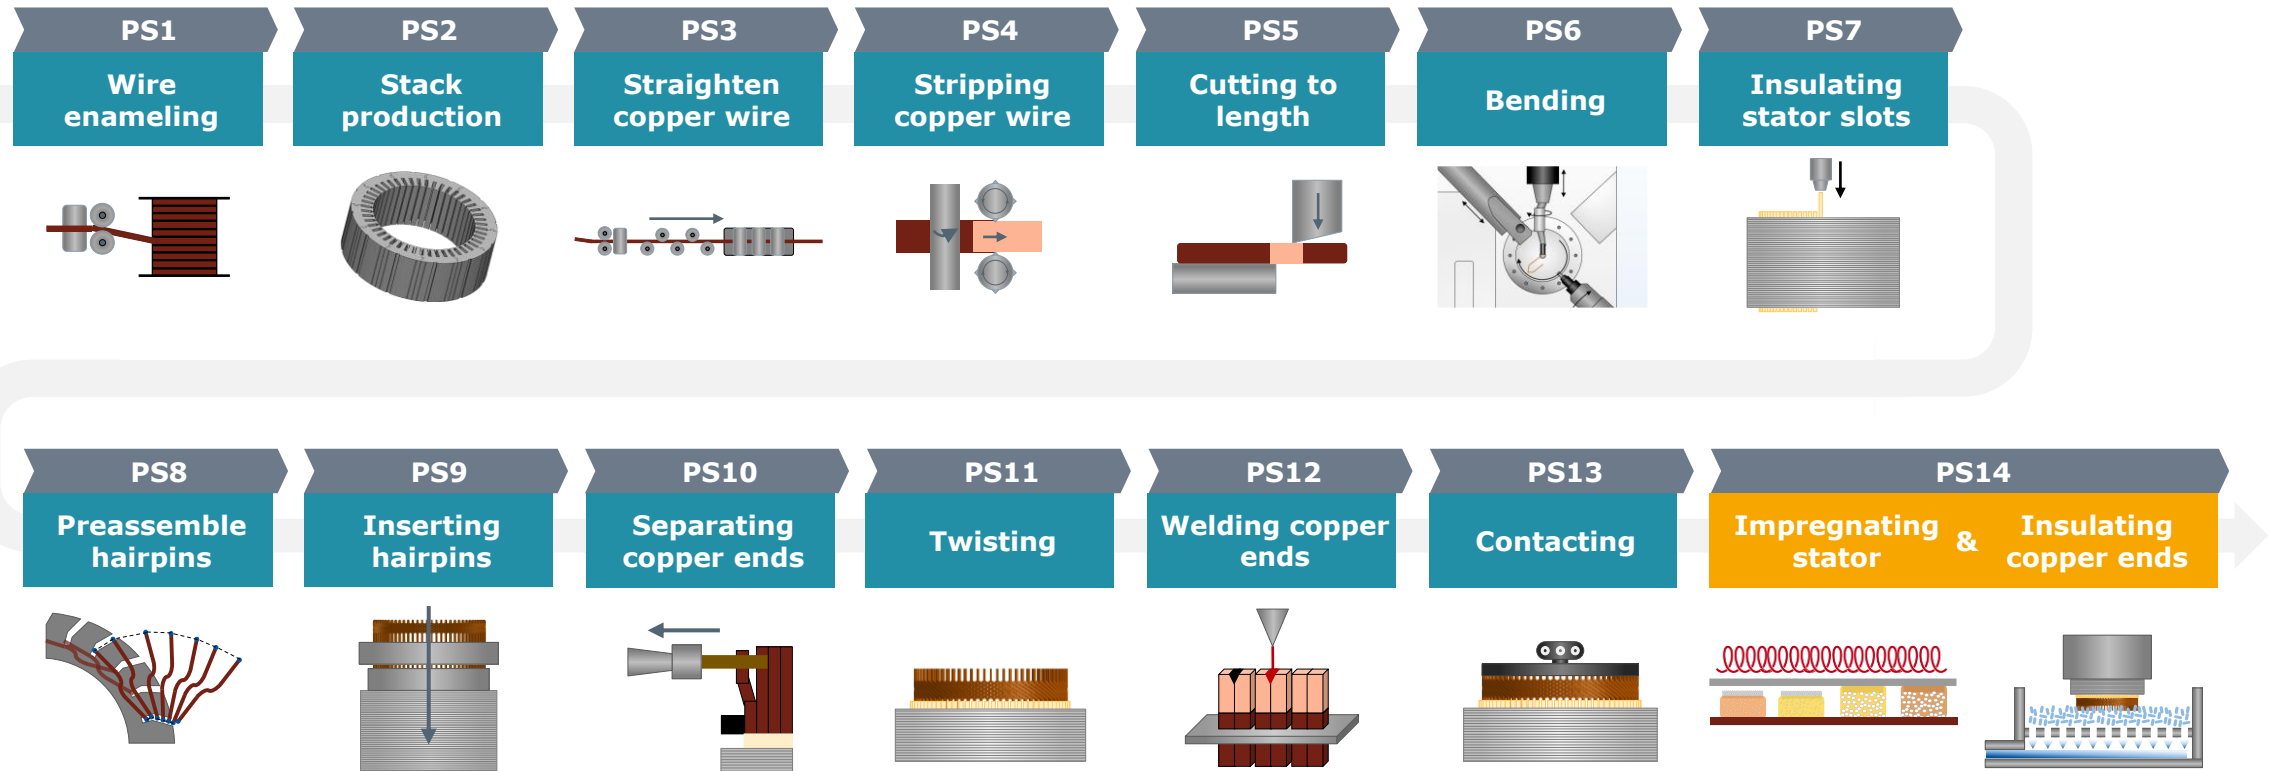 PS1
Wire
enameling
PS2
Stack
production
PS3
Straighten
copper wire
PS4
Stripping
copper wire
PS5
Cutting to
length
PS6
Bending
PS7
Insulating
stator slots
PS8
Preassemble
hairpins
PS9
Inserting
hairpins
PS10
Separating
copper ends
PS11
Twisting
PS12
Welding copper
ends
PS13
Contacting
PS14
Impregnating
stator
&
Insulating
copper ends